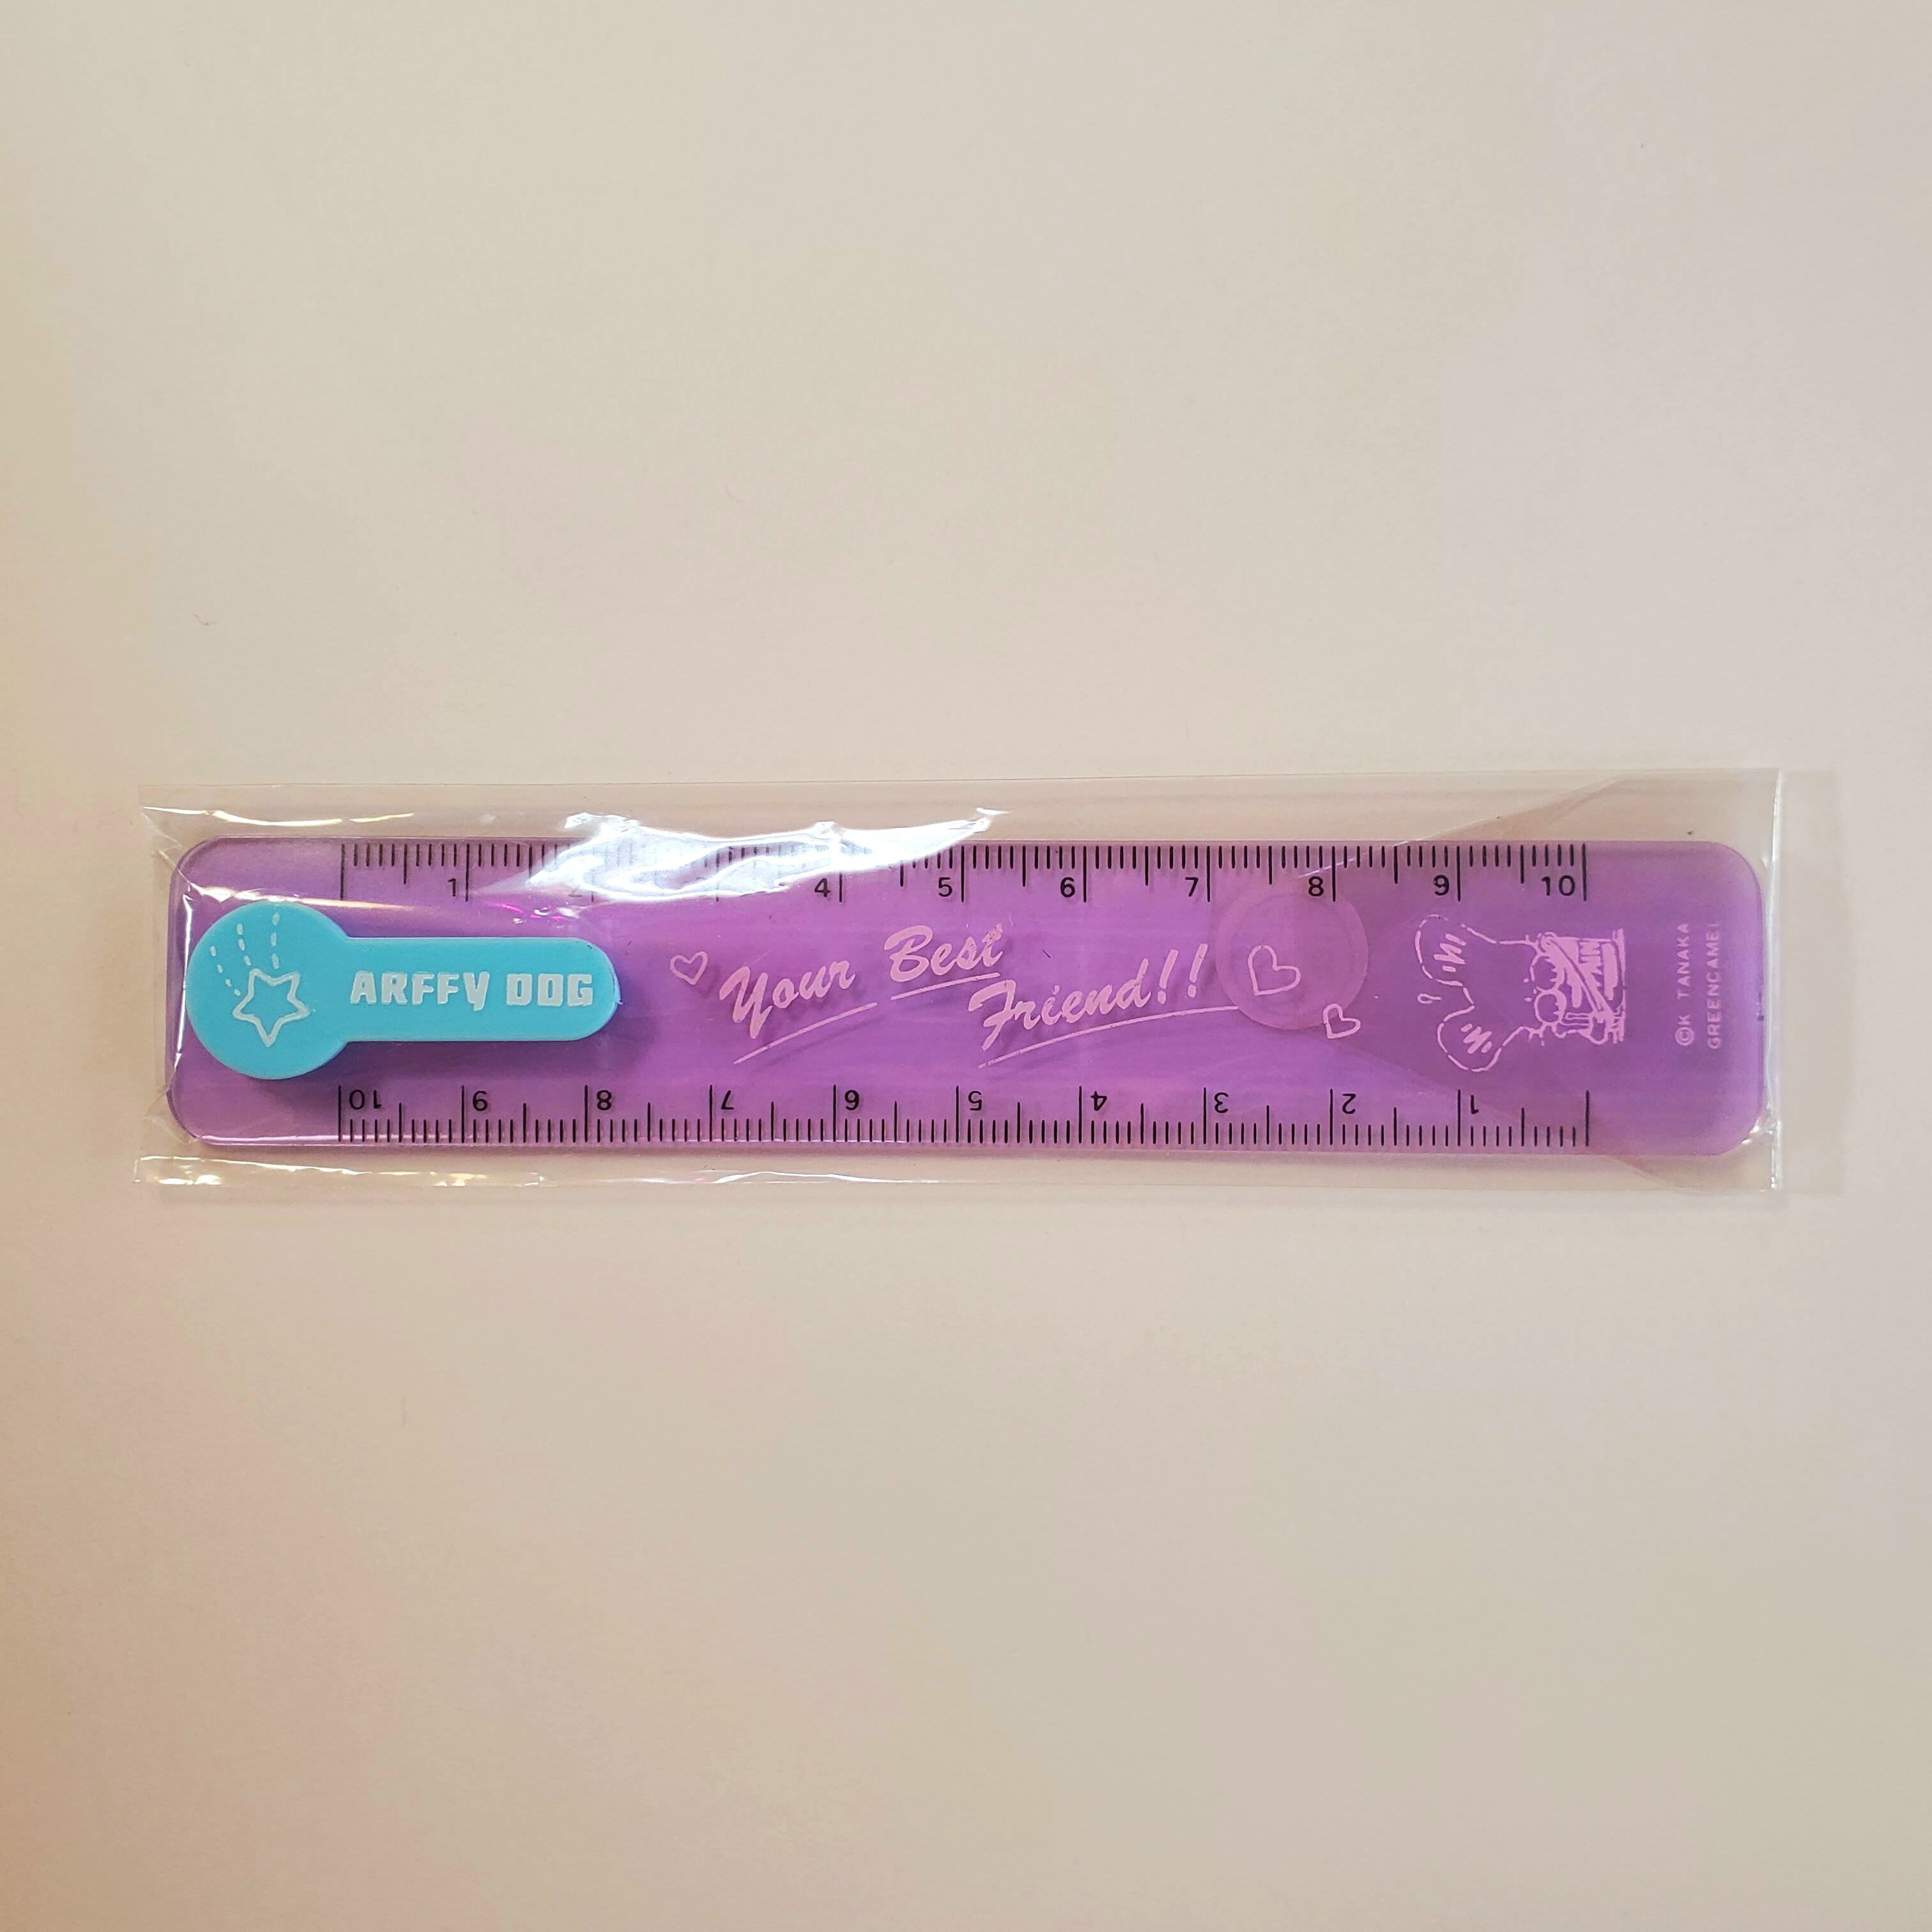 1 4 5 6 7 8 9 10
ARFFY DOG
Your Best
Friend!!
©K TANAKA
GREENCAMEI
10 9 8 7 6 5 4 3 2 1